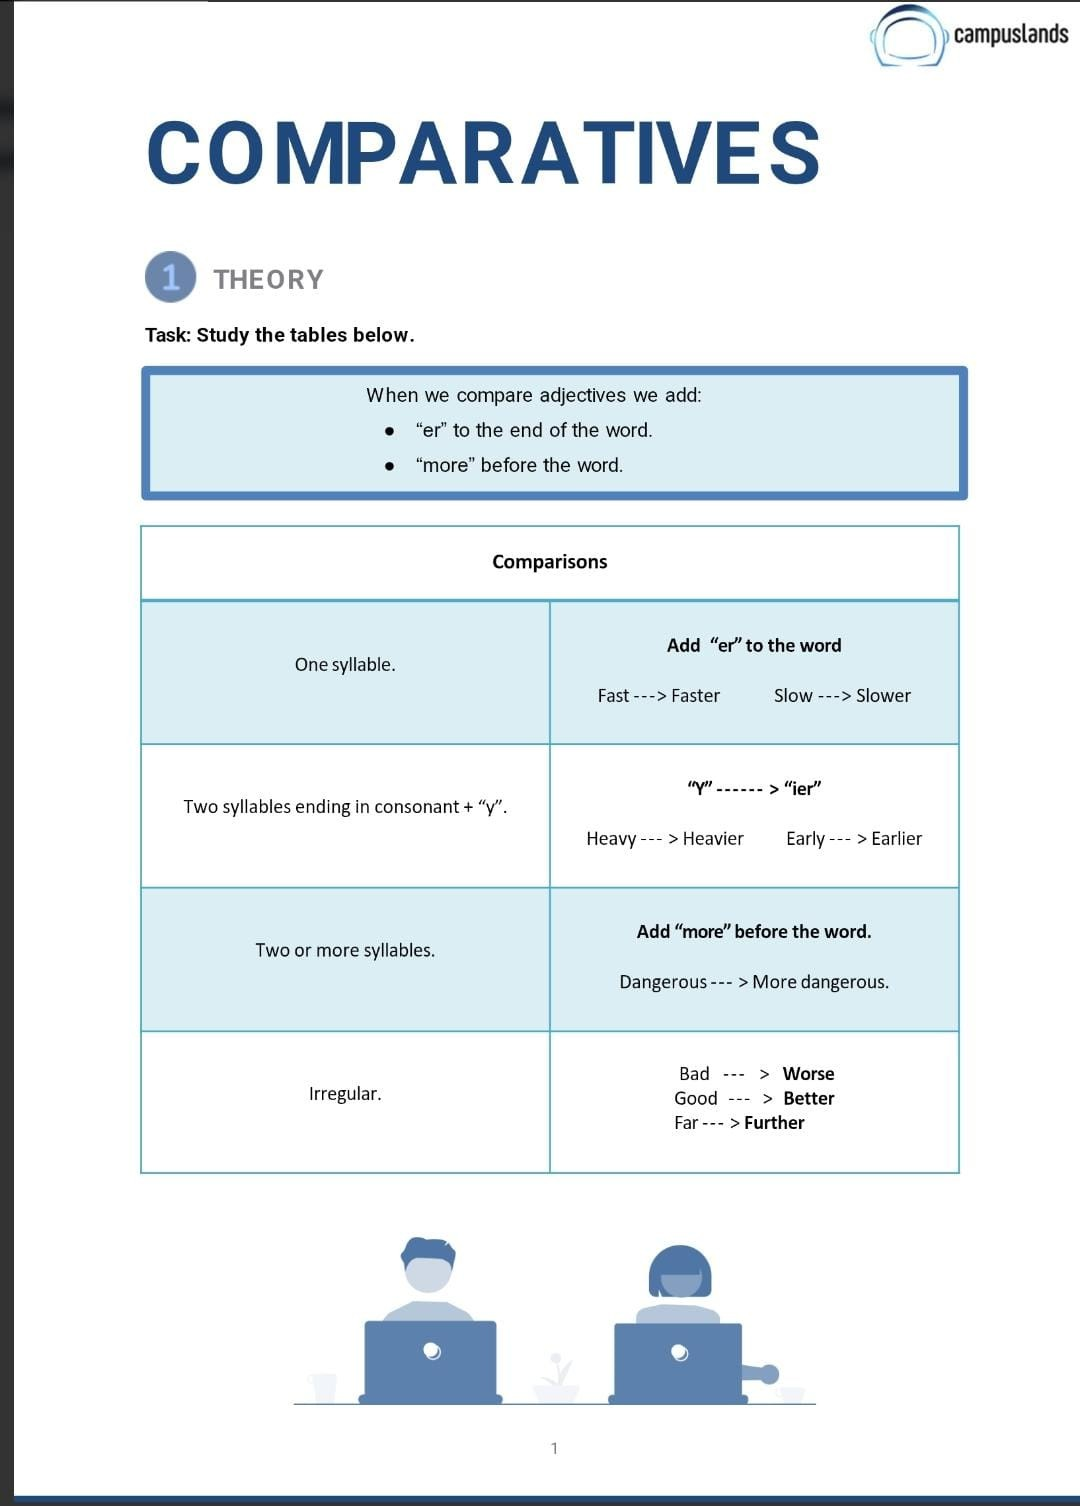 campuslands
COMPARATIVES
1 THEORY
Task: Study the tables below.
When we compare adjectives we add:
● “er” to the end of the word.
● “more” before the word.
Comparisons
One syllable.
Add “er” to the word
Fast ---> Faster Slow ---> Slower
Two syllables ending in consonant + “y”.
“Y” ------ > “ier”
Heavy --- > Heavier Early --- > Earlier
Two or more syllables.
Add “more” before the word.
Dangerous --- > More dangerous.
Irregular.
Bad --- > Worse
Good --- > Better
Far --- > Further
1